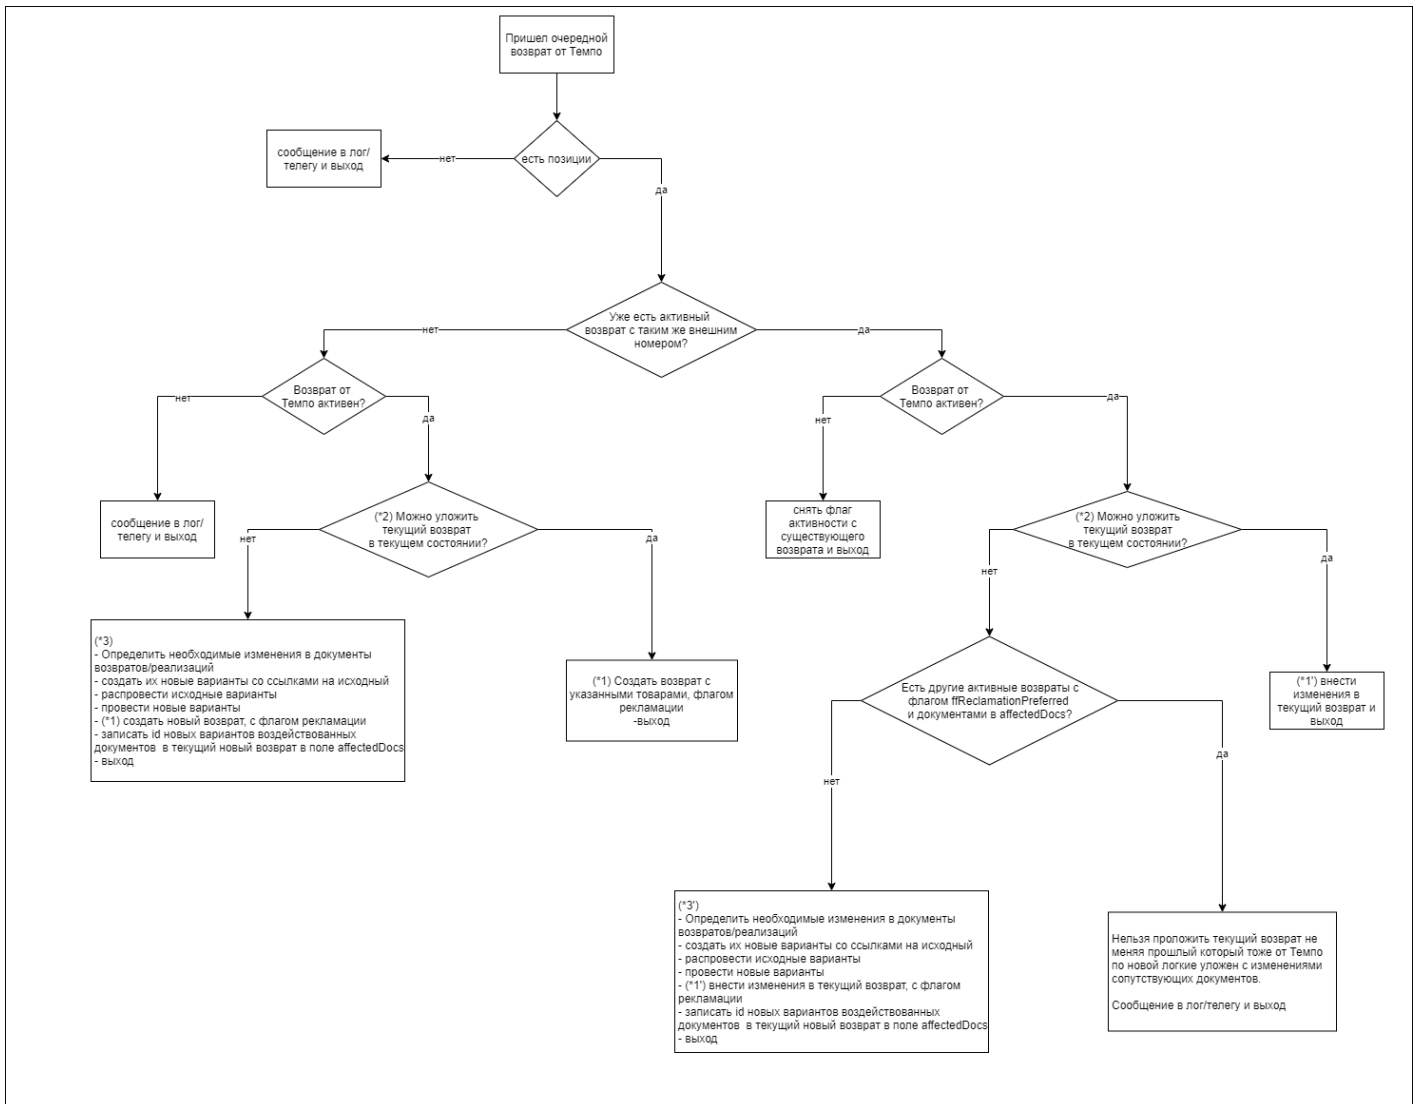 Пришел очередной
возврат от Темпо
сообщение в лог/
телегу и выход
нет
есть позиции
да
Уже есть активный
возврат с таким же внешним
номером?
нет
да
Возврат от
Темпо активен?
нет
да
Возврат от
Темпо активен?
нет
да
сообщение в лог/
телегу и выход
(*2) Можно уложить
текущий возврат
в текущем состоянии?
нет
да
снять флаг
активности с
существующего
возврата и выход
(*2) Можно уложить
текущий возврат
в текущем состоянии?
нет
да
(*3)
- Определить необходимые изменения в документы
возвратов/реализаций
- создать их новые варианты со ссылками на исходный
- распровести исходные варианты
- провести новые варианты
- (*1) создать новый возврат, с флагом рекламации
- записать id новых вариантов воздействованных
документов  в текущий новый возврат в поле affectedDocs
- выход
(*1) Создать возврат с
указанными товарами, флагом
рекламации
-выход
Есть другие активные возвраты с
флагом ffReclamationPreferred
и документами в affectedDocs?
нет
да
(*1') внести
изменения в
текущий возврат и
выход
(*3')
- Определить необходимые изменения в документы
возвратов/реализаций
- создать их новые варианты со ссылками на исходный
- распровести исходные варианты
- провести новые варианты
- (*1') внести изменения в текущий возврат, с флагом
рекламации
- записать id новых вариантов воздействованных
документов  в текущий новый возврат в поле affectedDocs
- выход
Нельзя проложить текущий возврат не
меняя прошлый который тоже от Темпо
по новой логкие уложен с изменениями
сопутствующих документов.
Сообщение в лог/телегу и выход